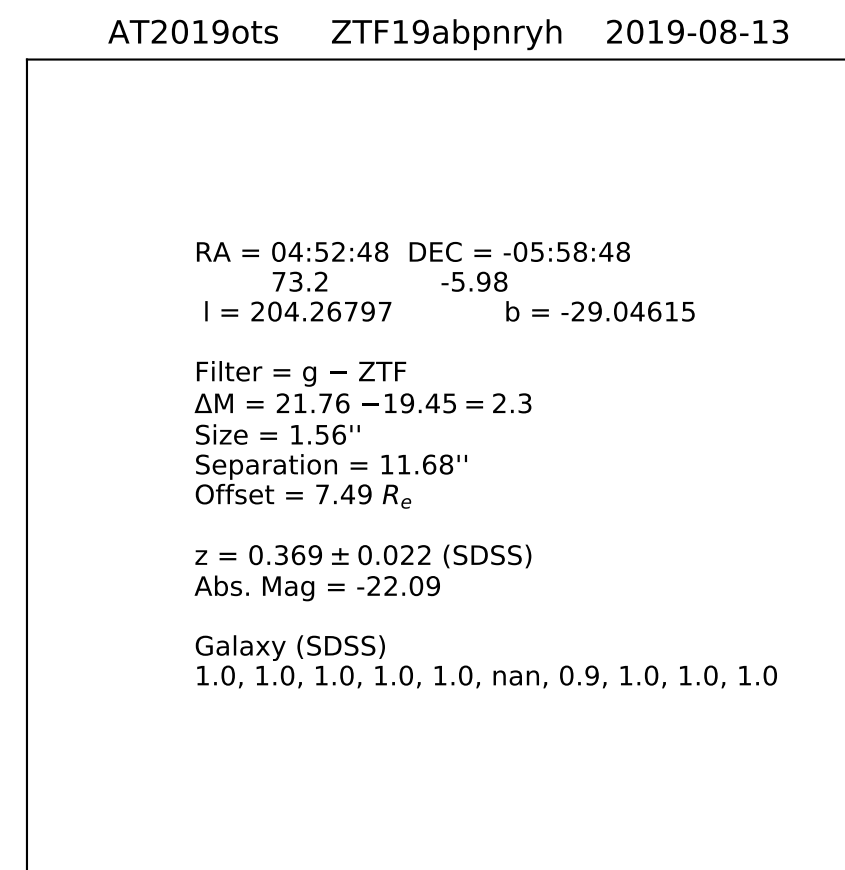 AT2019ots ZTF19abpnryh 2019-08-13
RA = 04:52:48 DEC = -05:58:48
73.2 -5.98
l = 204.26797 b = -29.04615
Filter = g − ZTF
ΔM = 21.76 −19.45 = 2.3
Size = 1.56''
Separation = 11.68''
Offset = 7.49 Rₑ
z = 0.369 ± 0.022 (SDSS)
Abs. Mag = -22.09
Galaxy (SDSS)
1.0, 1.0, 1.0, 1.0, 1.0, nan, 0.9, 1.0, 1.0, 1.0